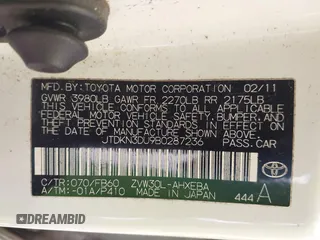 MFD.BY:TOYOTA MOTOR CORPORATION 02/11
GVWR 3980LB GAWR FR 2270LB RR 2175LB
THIS VEHICLE CONFORMS TO ALL APPLICABLE
FEDERAL MOTOR VEHICLE SAFETY, BUMPER, AND
THEFT PREVENTION STANDARDS IN EFFECT ON
THE DATE OF MANUFACTURE SHOWN ABOVE.
JTDKN3DU9B0287236 PASS.CAR
C/TR:070/FB60 ZVW30L-AHXEBA
A/TM:-01A/P410 MADE IN JAPAN
TOYOTA
444 A
DREAMBID